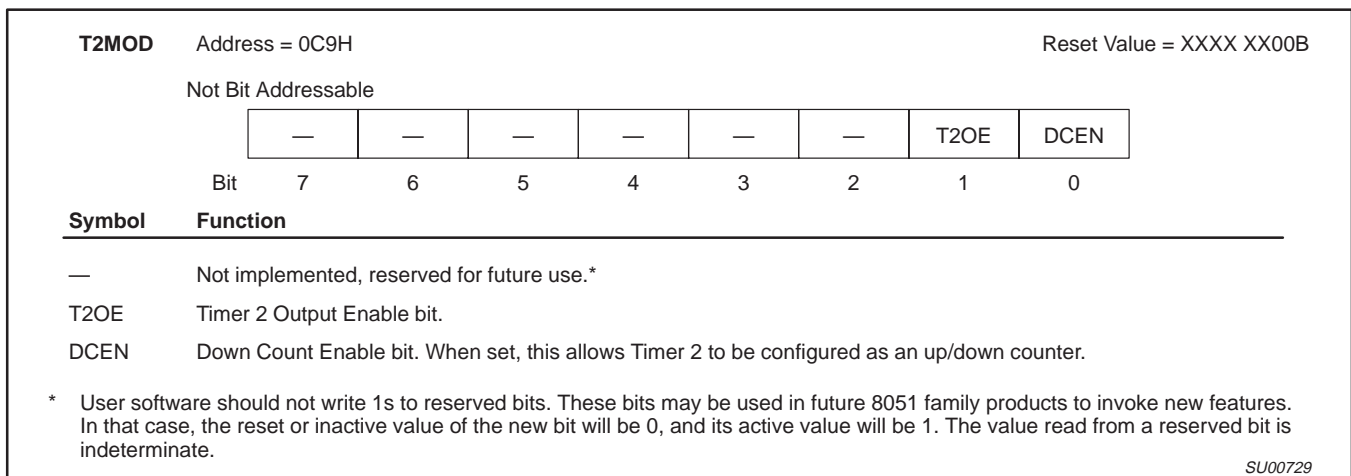 T2MOD Address = 0C9H Reset Value = XXXX XX00B
Not Bit Addressable
— — — — — — T2OE DCEN
Bit 7 6 5 4 3 2 1 0
Symbol Function
— Not implemented, reserved for future use.*
T2OE Timer 2 Output Enable bit.
DCEN Down Count Enable bit. When set, this allows Timer 2 to be configured as an up/down counter.
* User software should not write 1s to reserved bits. These bits may be used in future 8051 family products to invoke new features.
In that case, the reset or inactive value of the new bit will be 0, and its active value will be 1. The value read from a reserved bit is
indeterminate.
SU00729